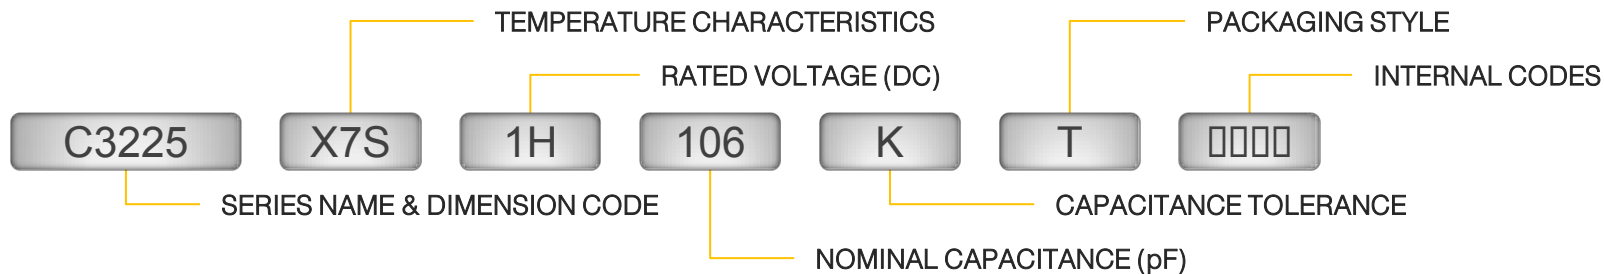 TEMPERATURE CHARACTERISTICS
PACKAGING STYLE
RATED VOLTAGE (DC)
INTERNAL CODES
C3225 X7S 1H 106 K T □□□□
SERIES NAME & DIMENSION CODE
CAPACITANCE TOLERANCE
NOMINAL CAPACITANCE (pF)